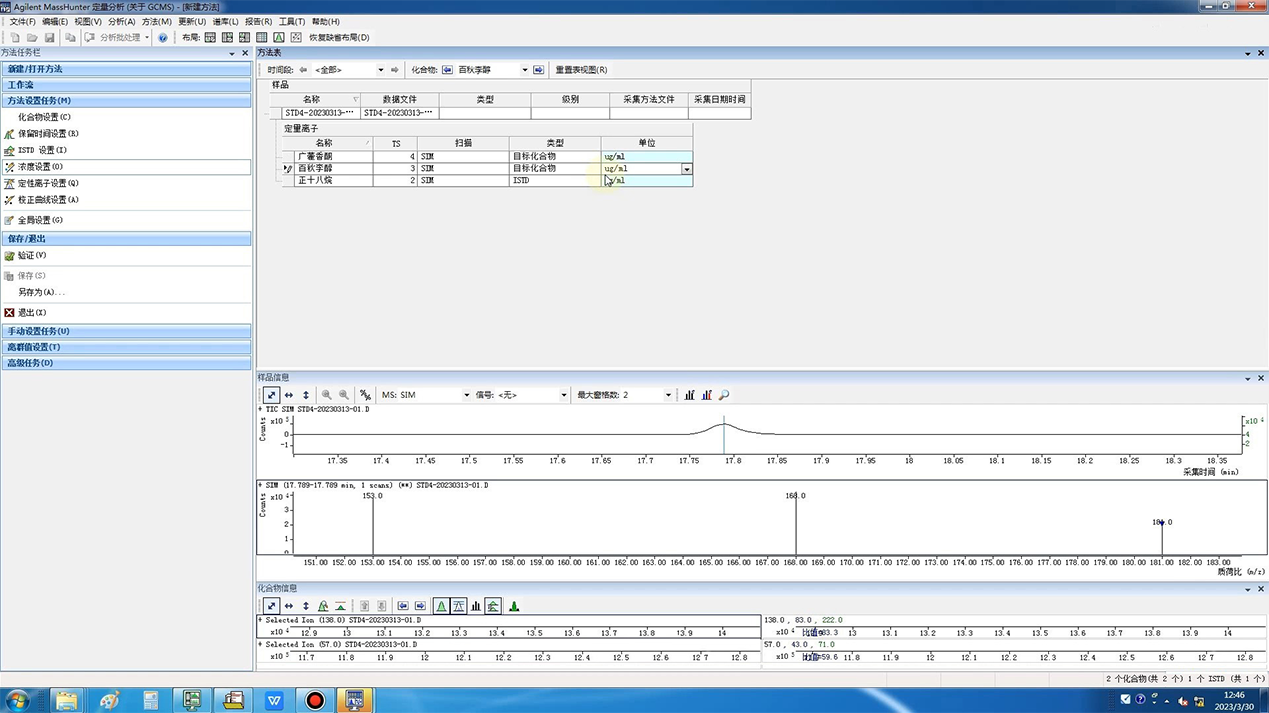 Agilent MassHunter 定量分析 (关于 GCMS) - [新建方法]
文件(F) 编辑(E) 视图(V) 分析(A) 方法(M) 更新(U) 谱库(L) 报告(R) 工具(T) 帮助(H)
分析批处理 布局: 恢复缺省布局(D)
方法任务栏
新建/打开方法
工作流
方法设置任务(M)
化合物设置(C)
保留时间设置(R)
ISTD 设置(I)
浓度设置(O)
定性离子设置(Q)
校正曲线设置(A)
全局设置(G)
保存/退出
验证(V)
保存(S)
另存为(A)...
退出(X)
手动设置任务(U)
离群值设置(T)
高级任务(D)
方法表
时间段: <全部> 化合物: 百秋李醇 重置表视图(R)
样品
名称 数据文件 类型 级别 采集方法文件 采集日期时间
STD4-20230313-··· STD4-20230313-···
定量离子
名称 TS 扫描 类型 单位
广藿香酮 4 SIM 目标化合物 ug/ml
百秋李醇 3 SIM 目标化合物 ug/ml
正十八烷 2 SIM ISTD ug/ml
样品信息
MS: SIM 信号: <无> 最大窗格数: 2
+ TIC SIM STD4-20230313-01.D
Counts x10 5 0 -1
x10 4 4 2
17.35 17.4 17.45 17.5 17.55 17.6 17.65 17.7 17.75 17.8 17.85 17.9 17.95 18 18.05 18.1 18.15 18.2 18.25 18.3 18.35
采集时间 (min)
+ SIM (17.789-17.789 min, 1 scans) (**) STD4-20230313-01.D
Counts x10 4 3 2 1 0
153.0 168.0
151.00 152.00 153.00 154.00 155.00 156.00 157.00 158.00 159.00 160.00 161.00 162.00 163.00 164.00 165.00 166.00 167.00 168.00 169.00 170.00 171.00 172.00 173.00 174.00 175.00 176.00 177.00 178.00 179.00 180.00 181.00 182.00 183.00
质荷比 (m/z)
化合物信息
+ Selected Ion (138.0) STD4-20230313-01.D
x10 4 12.9 13 13.1 13.2 13.3 13.4 13.5 13.6 13.7 13.8 13.9 14
138.0 , 83.0, 222.0
x10 4 比值=83.3 13 13.1 13.2 13.3 13.4 13.5 13.6 13.7 13.8 13.9 14
+ Selected Ion (57.0) STD4-20230313-01.D
x10 5 11.7 11.8 11.9 12 12.1 12.2 12.3 12.4 12.5 12.6 12.7 12.8
57.0 , 43.0, 71.0
x10 5 比值=59.6 11.8 11.9 12 12.1 12.2 12.3 12.4 12.5 12.6 12.7 12.8
2 个化合物(共 2 个) 1 个 ISTD (共 1 个)
12:46
2023/3/30